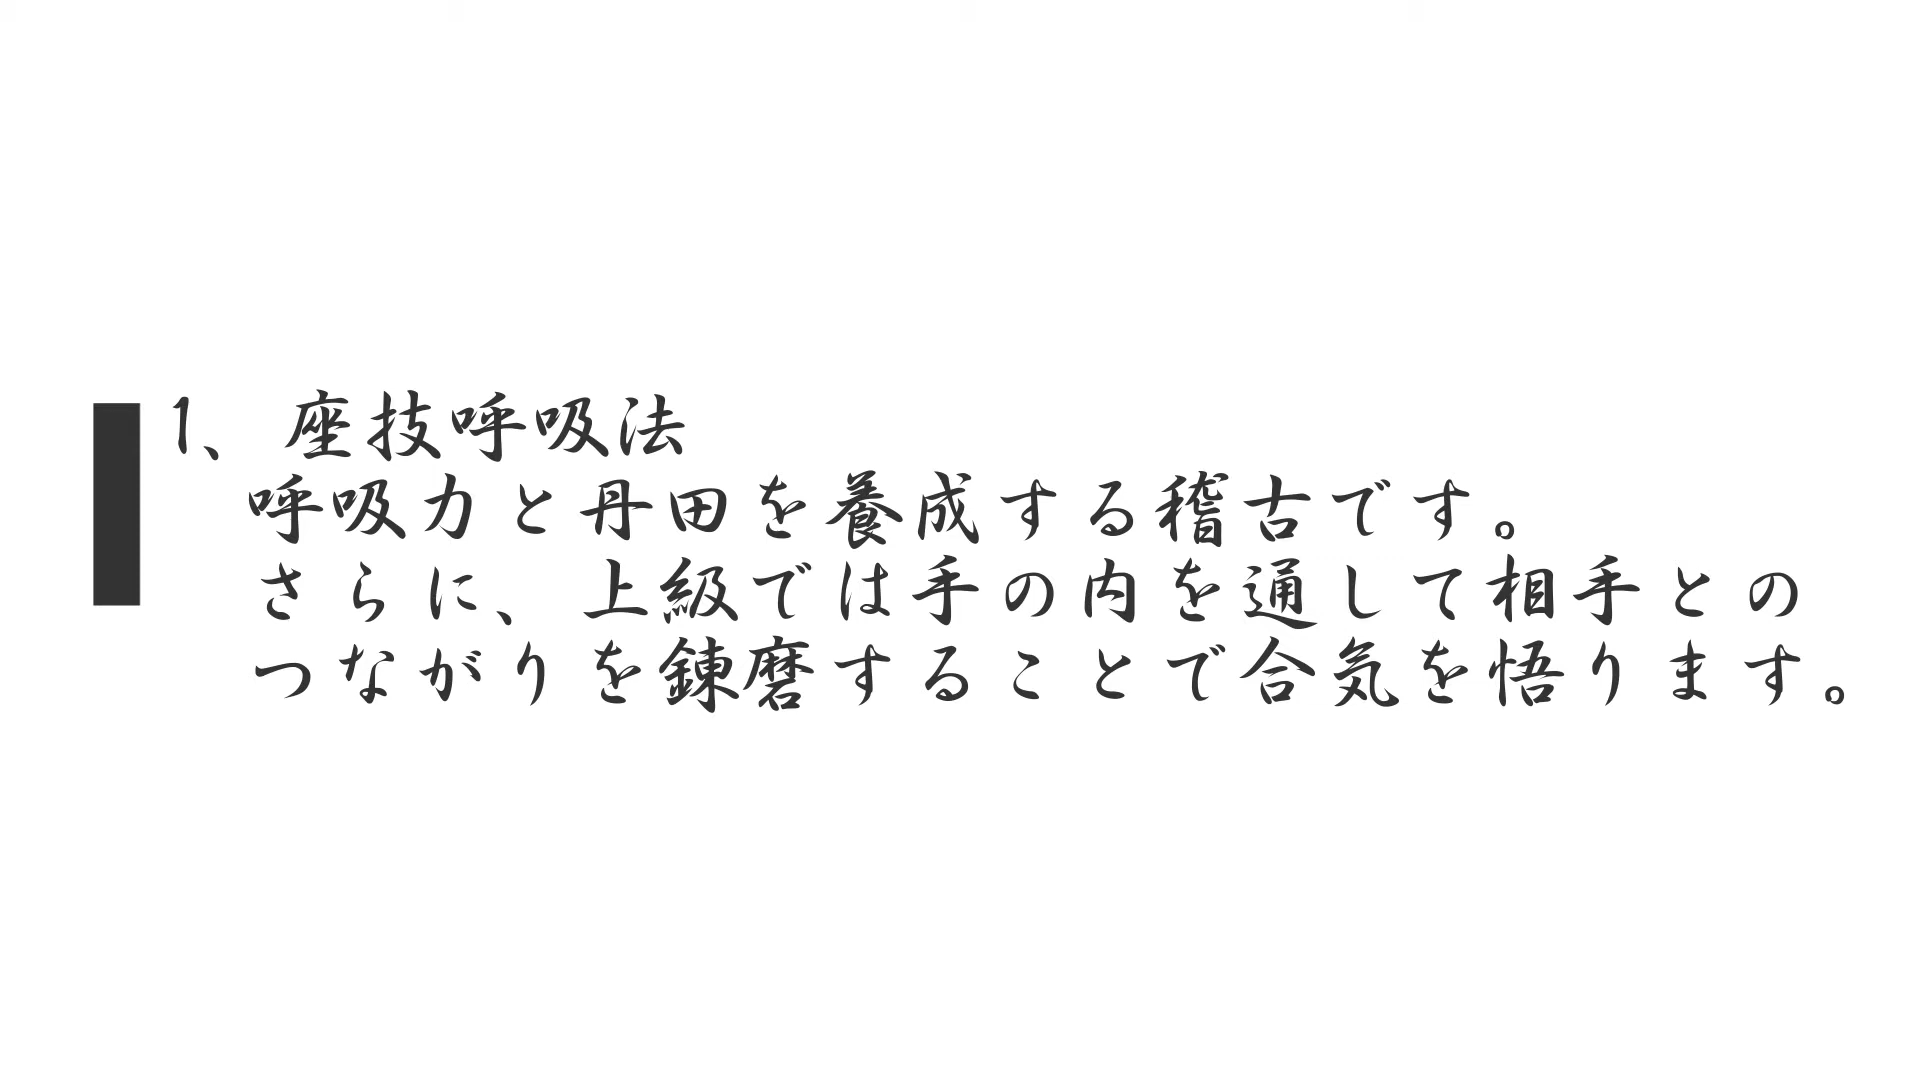 1、座技呼吸法
呼吸力と丹田を養成する稽古です。
さらに、上級では手の内を通して相手との
つながりを錬磨することで合気を悟ります。